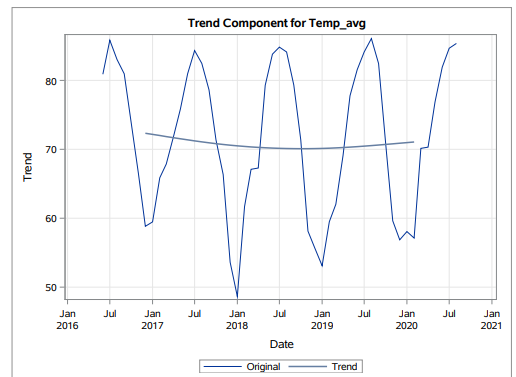 Trend Component for Temp_avg
80
70
60
50
Trend
Jan Jul Jan Jul Jan Jul Jan Jul Jan Jul Jan
2016 2017 2018 2019 2020 2021
Date
Original Trend